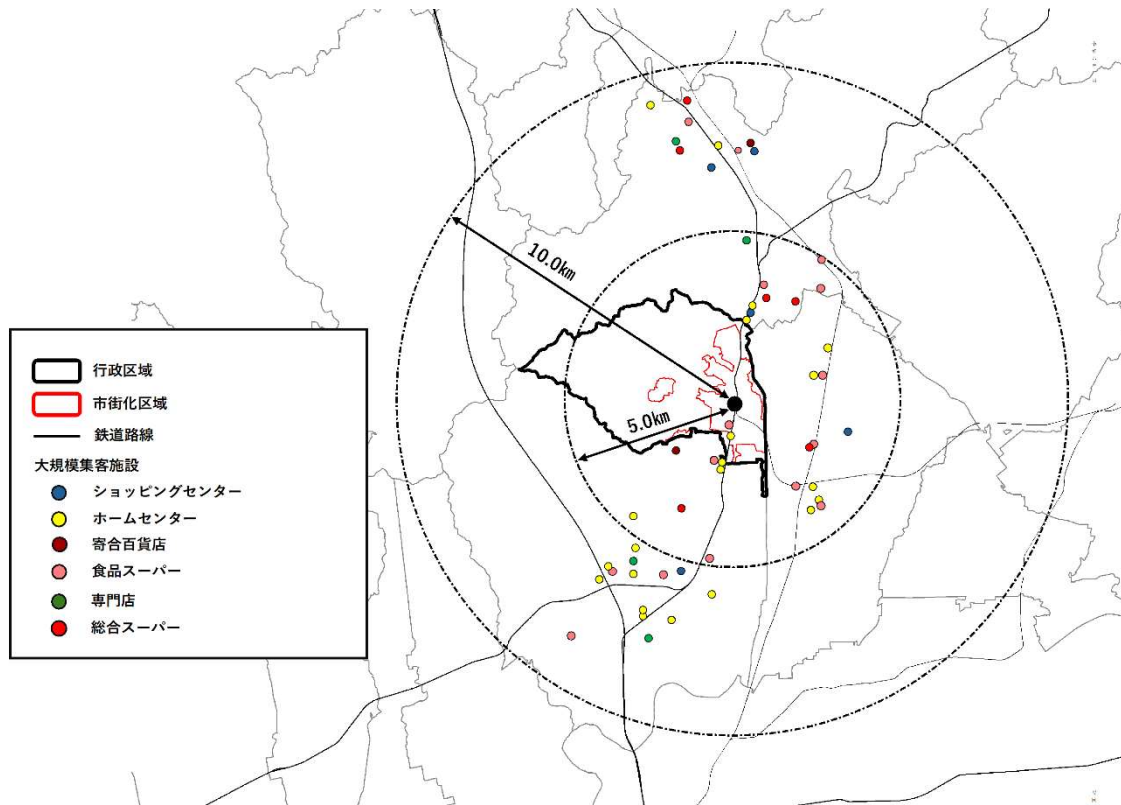 10.0km
5.0km
行政区域
市街化区域
鉄道路線
大規模集客施設
ショッピングセンター
ホームセンター
寄合百貨店
食品スーパー
専門店
総合スーパー